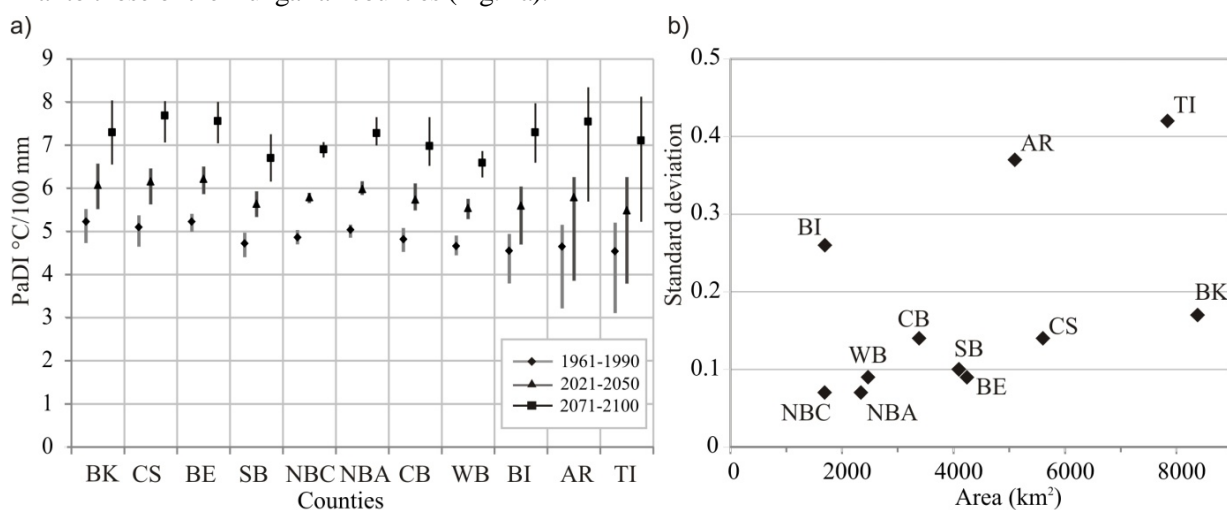 a)
b)
PaDI °C/100 mm
9
8
7
6
5
4
3
2
1
0
1961-1990
2021-2050
2071-2100
BK CS BE SB NBC NBA CB WB BI AR TI
Counties
Standard deviation
0.5
0.4
0.3
0.2
0.1
0
TI
AR
BI
BK
CB
CS
WB
SB
BE
NBC
NBA
0 2000 4000 6000 8000
Area (km²)